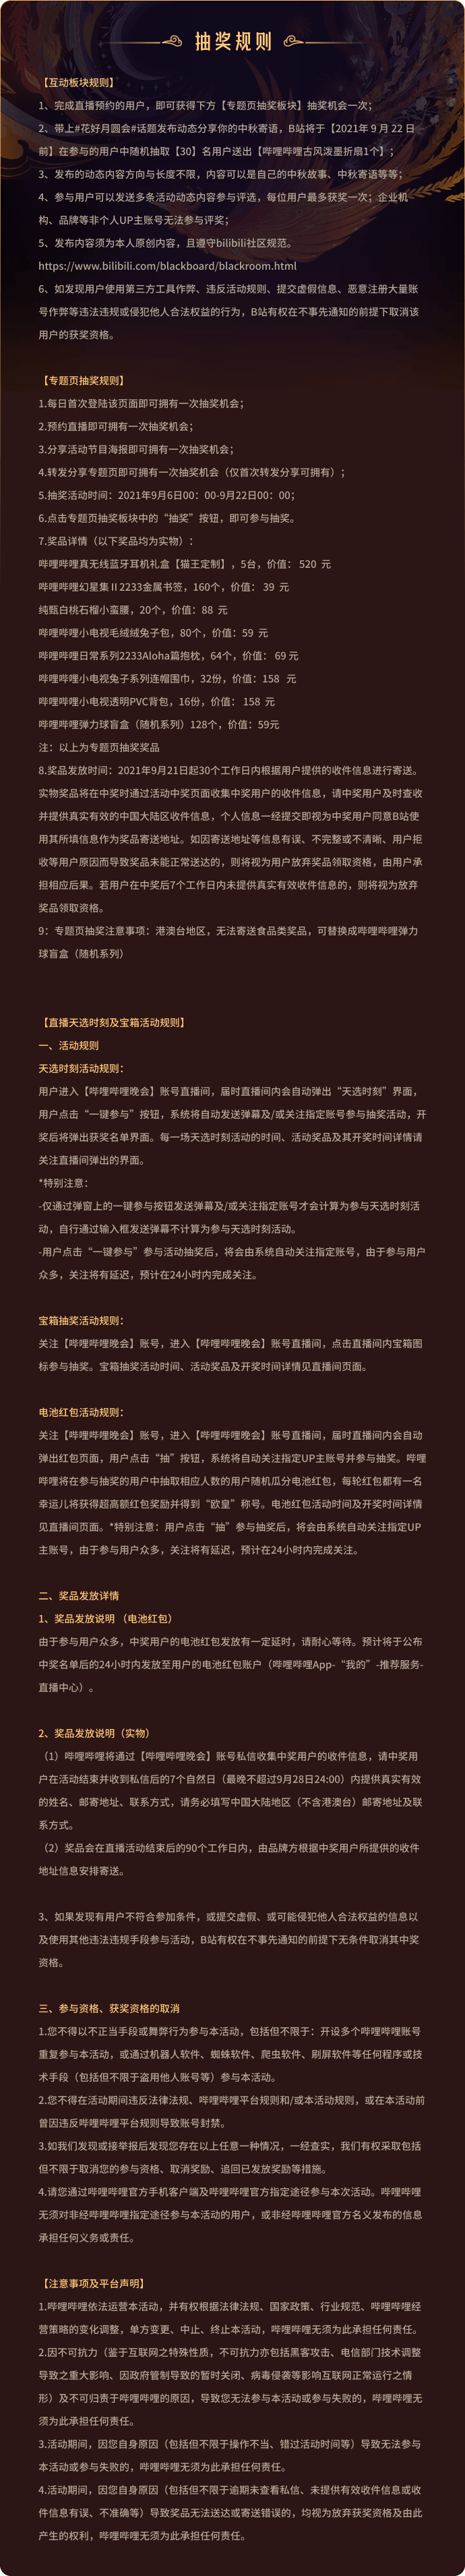 抽奖规则
【互动板块规则】
1、完成直播预约的用户，即可获得下方【专题页抽奖板块】抽奖机会一次；
2、带上#花好月圆会#话题发布动态分享你的中秋寄语，B站将于【2021年 9 月 22 日
前】在参与的用户中随机抽取【30】名用户送出【哔哩哔哩古风泼墨折扇1个】；
3、发布的动态内容方向与长度不限，内容可以是自己的中秋故事、中秋寄语等等；
4、参与用户可以发送多条活动动态内容参与评选，每位用户最多获奖一次；企业机
构、品牌等非个人UP主账号无法参与评奖；
5、发布内容须为本人原创内容，且遵守bilibili社区规范。
https://www.bilibili.com/blackboard/blackroom.html
6、如发现用户使用第三方工具作弊、违反活动规则、提交虚假信息、恶意注册大量账
号作弊等违法违规或侵犯他人合法权益的行为，B站有权在不事先通知的前提下取消该
用户的获奖资格。
【专题页抽奖规则】
1.每日首次登陆该页面即可拥有一次抽奖机会；
2.预约直播即可拥有一次抽奖机会；
3.分享活动节目海报即可拥有一次抽奖机会；
4.转发分享专题页即可拥有一次抽奖机会（仅首次转发分享可拥有）；
5.抽奖活动时间：2021年9月6日00：00-9月22日00：00；
6.点击专题页抽奖板块中的“抽奖”按钮，即可参与抽奖。
7.奖品详情（以下奖品均为实物）：
哔哩哔哩真无线蓝牙耳机礼盒【猫王定制】，5台，价值： 520 元
哔哩哔哩幻星集Ⅱ2233金属书签，160个，价值： 39 元
纯甄白桃石榴小蛮腰，20个，价值：88 元
哔哩哔哩小电视毛绒绒兔子包，80个，价值：59 元
哔哩哔哩日常系列2233Aloha篇抱枕，64个，价值： 69 元
哔哩哔哩小电视兔子系列连帽围巾，32份，价值：158 元
哔哩哔哩小电视透明PVC背包，16份，价值： 158 元
哔哩哔哩弹力球盲盒（随机系列）128个，价值：59元
注：以上为专题页抽奖奖品
8.奖品发放时间：2021年9月21日起30个工作日内根据用户提供的收件信息进行寄送。
实物奖品将在中奖时通过活动中奖页面收集中奖用户的收件信息，请中奖用户及时查收
并提供真实有效的中国大陆区收件信息，个人信息一经提交即视为中奖用户同意B站使
用其所填信息作为奖品寄送地址。如因寄送地址等信息有误、不完整或不清晰、用户拒
收等用户原因而导致奖品未能正常送达的，则将视为用户放弃奖品领取资格，由用户承
担相应后果。若用户在中奖后7个工作日内未提供真实有效收件信息的，则将视为放弃
奖品领取资格。
9：专题页抽奖注意事项：港澳台地区，无法寄送食品类奖品，可替换成哔哩哔哩弹力
球盲盒（随机系列）
【直播天选时刻及宝箱活动规则】
一、活动规则
天选时刻活动规则：
用户进入【哔哩哔哩晚会】账号直播间，届时直播间内会自动弹出“天选时刻”界面，
用户点击“一键参与”按钮，系统将自动发送弹幕及/或关注指定账号参与抽奖活动，开
奖后将弹出获奖名单界面。每一场天选时刻活动的时间、活动奖品及其开奖时间详情请
关注直播间弹出的界面。
*特别注意：
-仅通过弹窗上的一键参与按钮发送弹幕及/或关注指定账号才会计算为参与天选时刻活
动，自行通过输入框发送弹幕不计算为参与天选时刻活动。
-用户点击“一键参与”参与活动抽奖后，将会由系统自动关注指定账号，由于参与用户
众多，关注将有延迟，预计在24小时内完成关注。
宝箱抽奖活动规则：
关注【哔哩哔哩晚会】账号，进入【哔哩哔哩晚会】账号直播间，点击直播间内宝箱图
标参与抽奖。宝箱抽奖活动时间、活动奖品及开奖时间详情见直播间页面。
电池红包活动规则：
关注【哔哩哔哩晚会】账号，进入【哔哩哔哩晚会】账号直播间，届时直播间内会自动
弹出红包页面，用户点击“抽”按钮，系统将自动关注指定UP主账号并参与抽奖。哔哩
哔哩将在参与抽奖的用户中抽取相应人数的用户随机瓜分电池红包，每轮红包都有一名
幸运儿将获得超高额红包奖励并得到“欧皇”称号。电池红包活动时间及开奖时间详情
见直播间页面。*特别注意：用户点击“抽”参与抽奖后，将会由系统自动关注指定UP
主账号，由于参与用户众多，关注将有延迟，预计在24小时内完成关注。
二、奖品发放详情
1、奖品发放说明 （电池红包）
由于参与用户众多，中奖用户的电池红包发放有一定延时，请耐心等待。预计将于公布
中奖名单后的24小时内发放至用户的电池红包账户（哔哩哔哩App-“我的”-推荐服务-
直播中心）。
2、奖品发放说明（实物）
（1）哔哩哔哩将通过【哔哩哔哩晚会】账号私信收集中奖用户的收件信息，请中奖用
户在活动结束并收到私信后的7个自然日（最晚不超过9月28日24:00）内提供真实有效
的姓名、邮寄地址、联系方式，请务必填写中国大陆地区（不含港澳台）邮寄地址及联
系方式。
（2）奖品会在直播活动结束后的90个工作日内，由品牌方根据中奖用户所提供的收件
地址信息安排寄送。
3、如果发现有用户不符合参加条件，或提交虚假、或可能侵犯他人合法权益的信息以
及使用其他违法违规手段参与活动，B站有权在不事先通知的前提下无条件取消其中奖
资格。
三、参与资格、获奖资格的取消
1.您不得以不正当手段或舞弊行为参与本活动，包括但不限于：开设多个哔哩哔哩账号
重复参与本活动，或通过机器人软件、蜘蛛软件、爬虫软件、刷屏软件等任何程序或技
术手段（包括但不限于盗用他人账号等）参与本活动。
2.您不得在活动期间违反法律法规、哔哩哔哩平台规则和/或本活动规则，或在本活动前
曾因违反哔哩哔哩平台规则导致账号封禁。
3.如我们发现或接举报后发现您存在以上任意一种情况，一经查实，我们有权采取包括
但不限于取消您的参与资格、取消奖励、追回已发放奖励等措施。
4.请您通过哔哩哔哩官方手机客户端及哔哩哔哩官方指定途径参与本次活动。哔哩哔哩
无须对非经哔哩哔哩指定途径参与本活动的用户，或非经哔哩哔哩官方名义发布的信息
承担任何义务或责任。
【注意事项及平台声明】
1.哔哩哔哩依法运营本活动，并有权根据法律法规、国家政策、行业规范、哔哩哔哩经
营策略的变化调整，单方变更、中止、终止本活动，哔哩哔哩无须为此承担任何责任。
2.因不可抗力（鉴于互联网之特殊性质，不可抗力亦包括黑客攻击、电信部门技术调整
导致之重大影响、因政府管制导致的暂时关闭、病毒侵袭等影响互联网正常运行之情
形）及不可归责于哔哩哔哩的原因，导致您无法参与本活动或参与失败的，哔哩哔哩无
须为此承担任何责任。
3.活动期间，因您自身原因（包括但不限于操作不当、错过活动时间等）导致无法参与
本活动或参与失败的，哔哩哔哩无须为此承担任何责任。
4.活动期间，因您自身原因（包括但不限于逾期未查看私信、未提供有效收件信息或收
件信息有误、不准确等）导致奖品无法送达或寄送错误的，均视为放弃获奖资格及由此
产生的权利，哔哩哔哩无须为此承担任何责任。